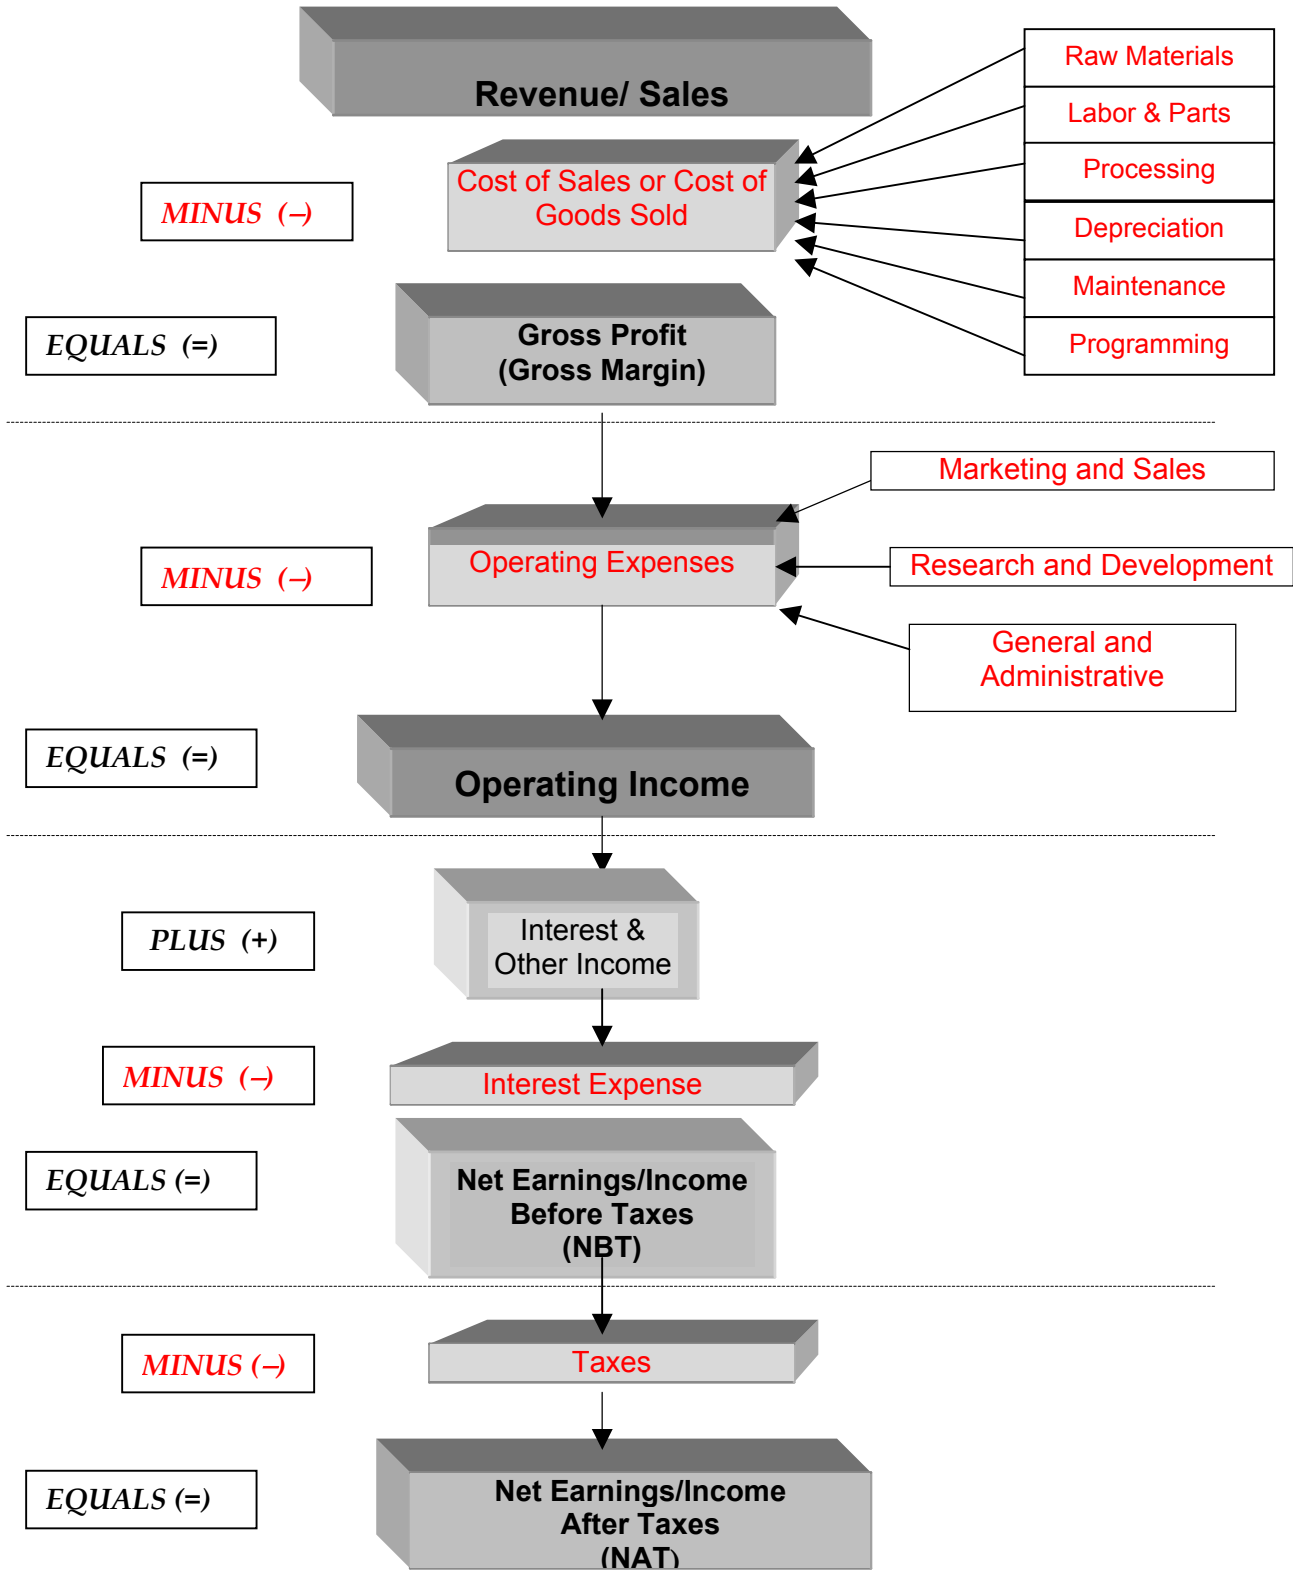 Revenue/ Sales
Raw Materials
Labor & Parts
Processing
Depreciation
Maintenance
Programming
MINUS (–)
Cost of Sales or Cost of
Goods Sold
EQUALS (=)
Gross Profit
(Gross Margin)
Marketing and Sales
MINUS (–)
Operating Expenses
Research and Development
General and
Administrative
EQUALS (=)
Operating Income
PLUS (+)
Interest &
Other Income
MINUS (–)
Interest Expense
EQUALS (=)
Net Earnings/Income
Before Taxes
(NBT)
MINUS (–)
Taxes
EQUALS (=)
Net Earnings/Income
After Taxes
(NAT)